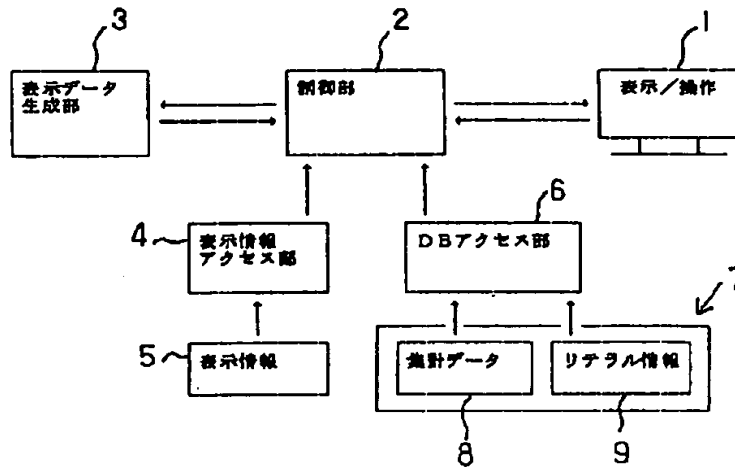 3
2
1
表示データ
生成部
制御部
表示／操作
4
表示情報
アクセス部
6
DBアクセス部
7
5
表示情報
集計データ
リテラル情報
8
9